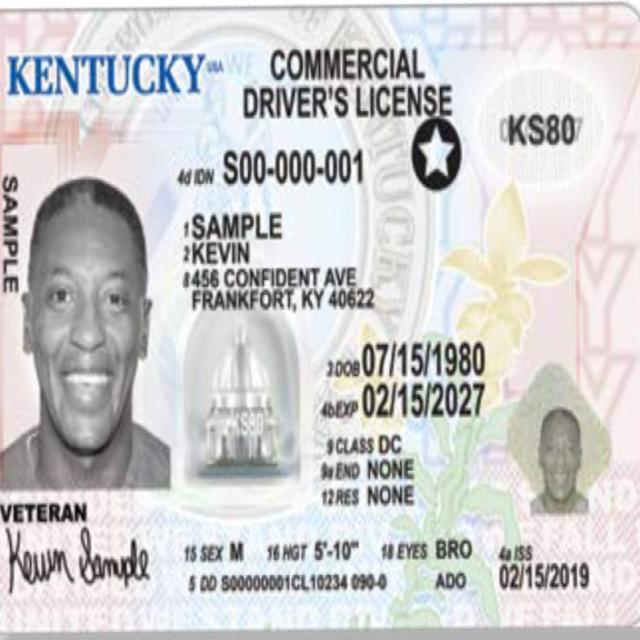 KENTUCKY USA
COMMERCIAL
DRIVER'S LICENSE
KS80
4d IDN S00-000-001
SAMPLE
1 SAMPLE
2 KEVIN
8 456 CONFIDENT AVE
FRANKFORT, KY 40622
KS80
3 DOB 07/15/1980
4b EXP 02/15/2027
9 CLASS DC
9a END NONE
12 RES NONE
VETERAN
Kevin Sample
15 SEX M 16 HGT 5'-10" 18 EYES BRO
4a ISS
5 DD S00000001CL10234 090-0 ADO
02/15/2019